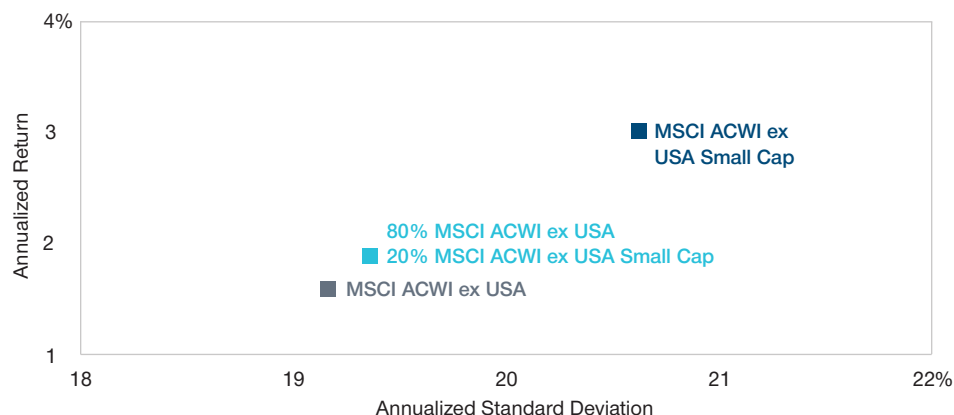 4%
3
2
1
Annualized Return
MSCI ACWI ex
USA Small Cap
80% MSCI ACWI ex USA
20% MSCI ACWI ex USA Small Cap
MSCI ACWI ex USA
18 19 20 21 22%
Annualized Standard Deviation